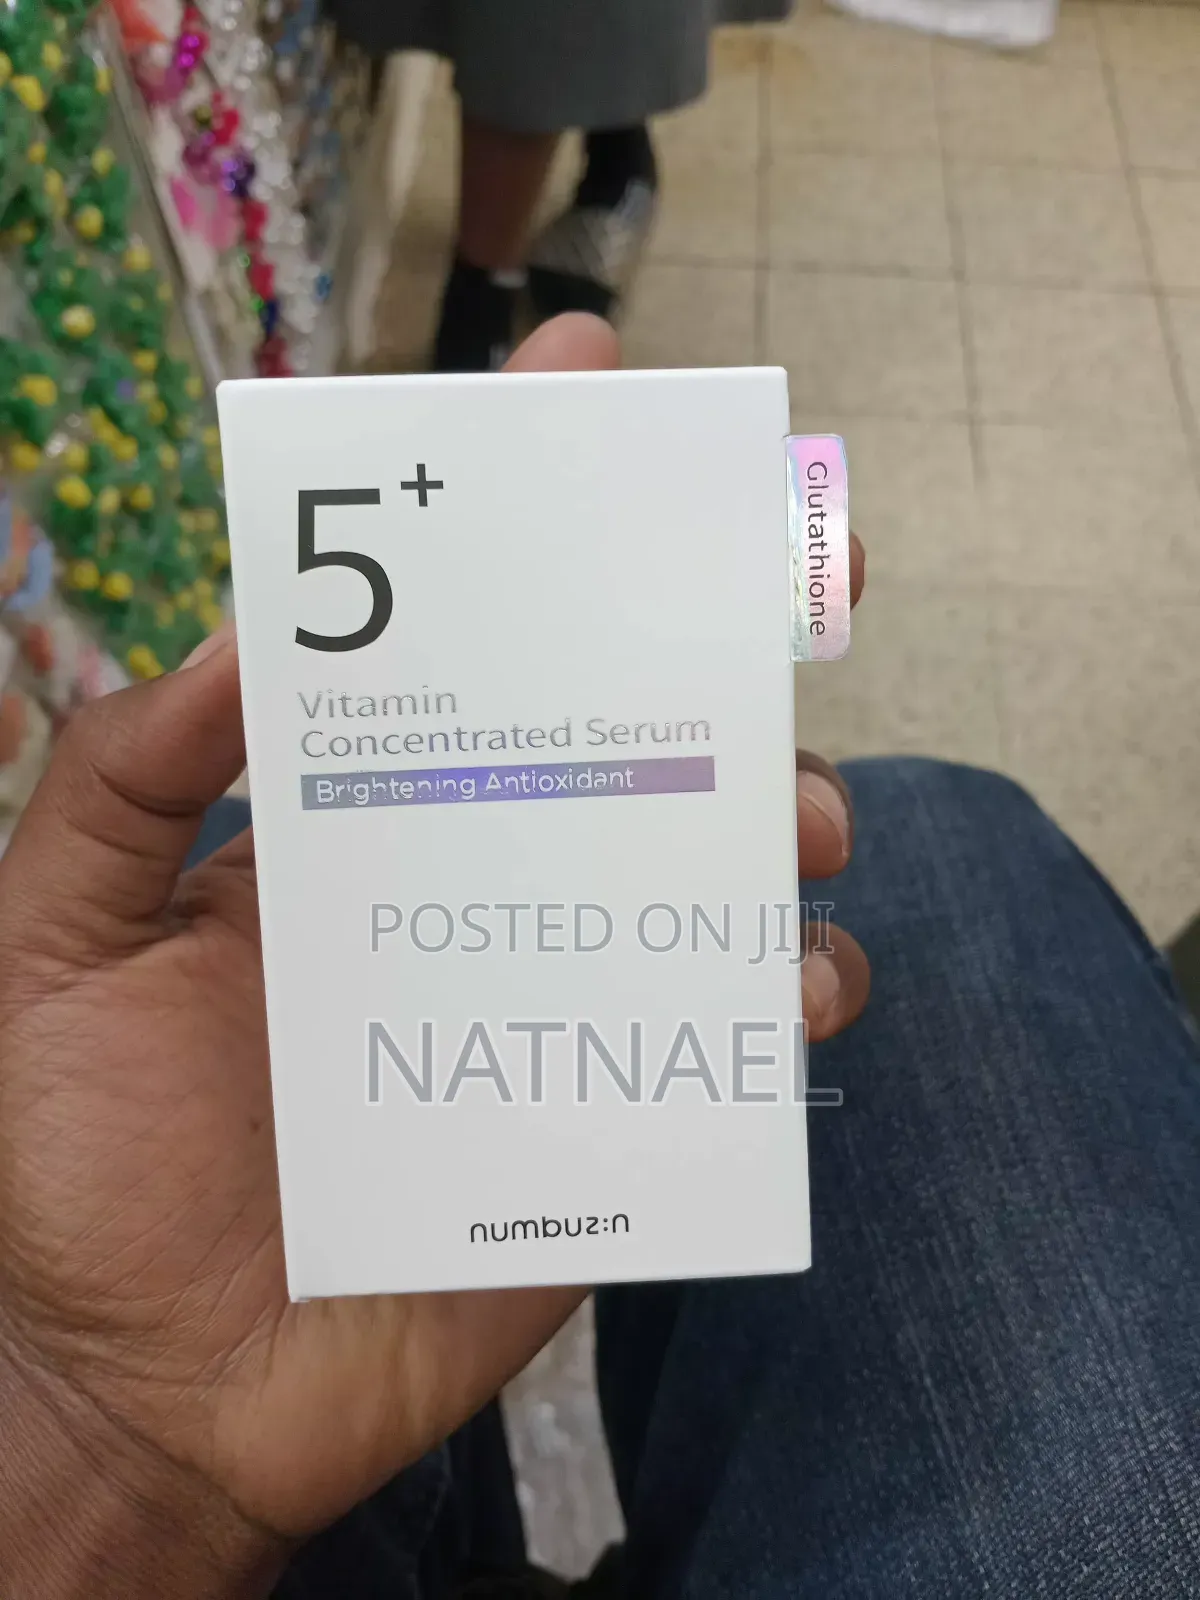 5+
Glutathione
Vitamin
Concentrated Serum
Brightening Antioxidant
POSTED ON JIJI
NATNAEL
numbuz:n